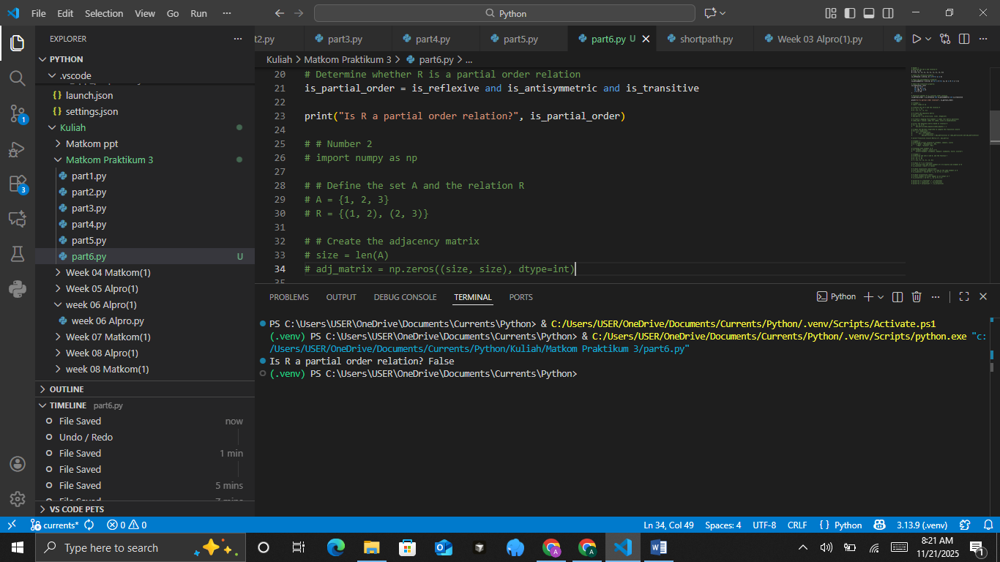 File Edit Selection View Go Run ··· Python
EXPLORER ···
PYTHON
.vscode
launch.json
settings.json
1
Kuliah
Matkom ppt
Matkom Praktikum 3
part1.py
3
part2.py
part3.py
part4.py
part5.py
part6.py U
Week 04 Matkom(1)
Week 05 Alpro(1)
week 06 Alpro(1)
week 06 Alpro.py
Week 07 Matkom(1)
Week 08 Alpro(1)
week 08 Matkom(1)
OUTLINE
TIMELINE part6.py
File Saved now
Undo / Redo
File Saved 1 min
File Saved
File Saved 5 mins
VS CODE PETS
t2.py part3.py part4.py part5.py part6.py U shortpath.py Week 03 Alpro(1).py
Kuliah > Matkom Praktikum 3 > part6.py > ...
20 # Determine whether R is a partial order relation
21 is_partial_order = is_reflexive and is_antisymmetric and is_transitive
22
23 print("Is R a partial order relation?", is_partial_order)
24
25 # # Number 2
26 # import numpy as np
27
28 # # Define the set A and the relation R
29 # A = {1, 2, 3}
30 # R = {(1, 2), (2, 3)}
31
32 # # Create the adjacency matrix
33 # size = len(A)
34 # adj_matrix = np.zeros((size, size), dtype=int)
35
PROBLEMS OUTPUT DEBUG CONSOLE TERMINAL PORTS Python
PS C:\Users\USER\OneDrive\Documents\Currents\Python> & C:/Users/USER/OneDrive/Documents/Currents/Python/.venv/Scripts/Activate.ps1
(.venv) PS C:\Users\USER\OneDrive\Documents\Currents\Python> & C:/Users/USER/OneDrive/Documents/Currents/Python/.venv/Scripts/python.exe "c:
/Users/USER/OneDrive/Documents/Currents/Python/Kuliah/Matkom Praktikum 3/part6.py"
Is R a partial order relation? False
(.venv) PS C:\Users\USER\OneDrive\Documents\Currents\Python>
currents* 0 0 Ln 34, Col 49 Spaces: 4 UTF-8 CRLF { } Python 3.13.9 (.venv)
Type here to search
8:21 AM
11/21/2025
1